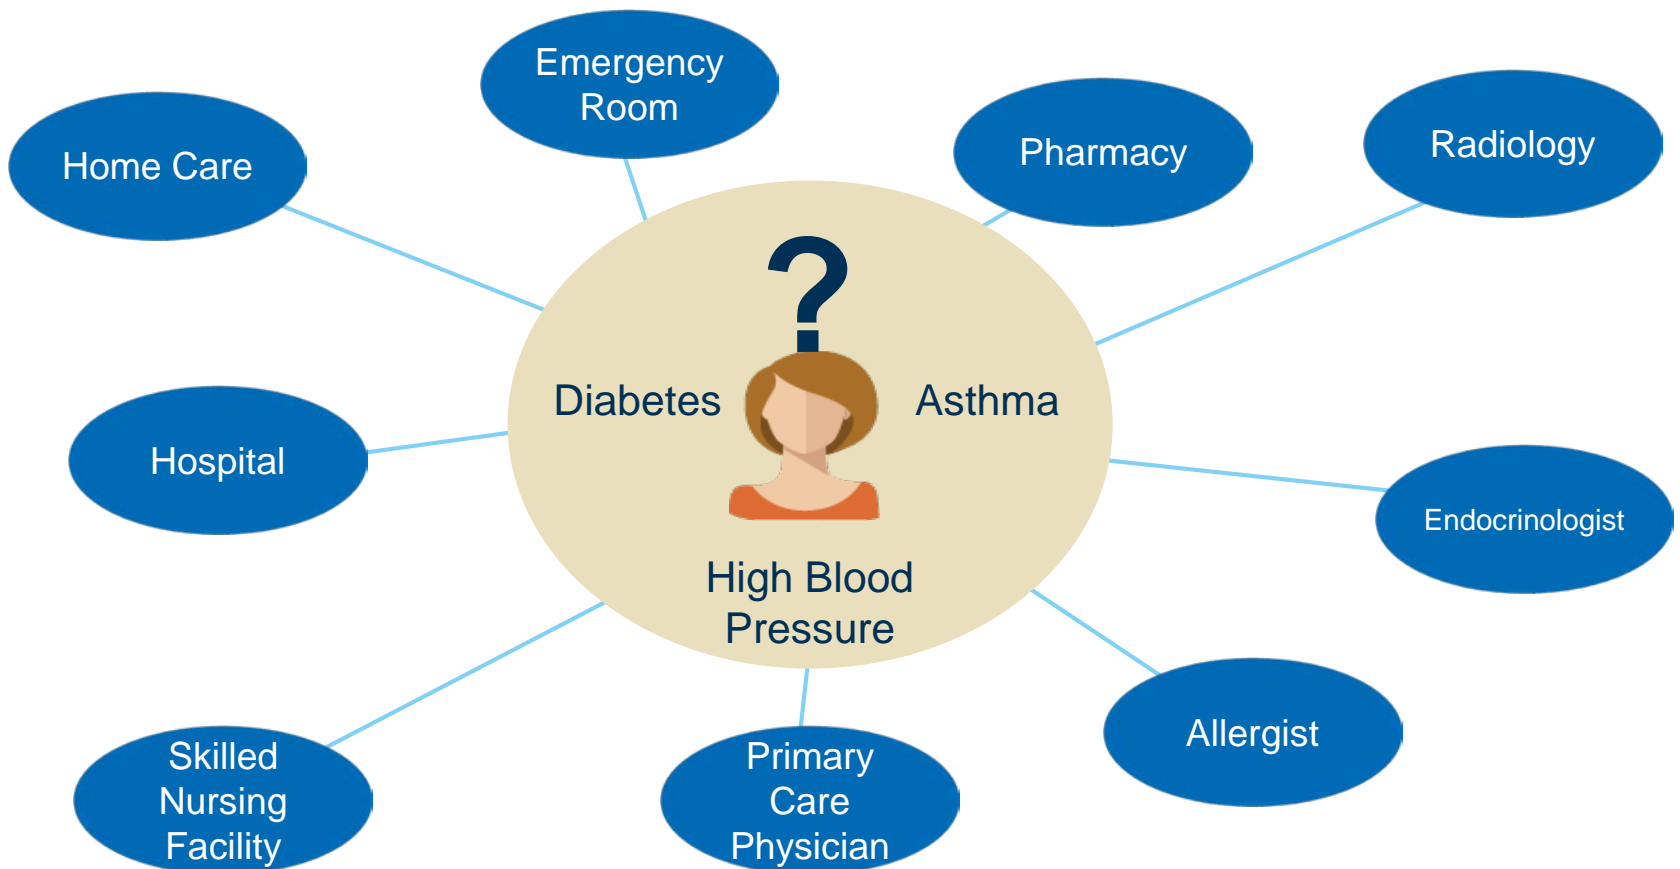 Emergency
Room
Home Care
Pharmacy
Radiology
?
Diabetes
Asthma
Hospital
Endocrinologist
High Blood
Pressure
Allergist
Skilled
Nursing
Facility
Primary
Care
Physician